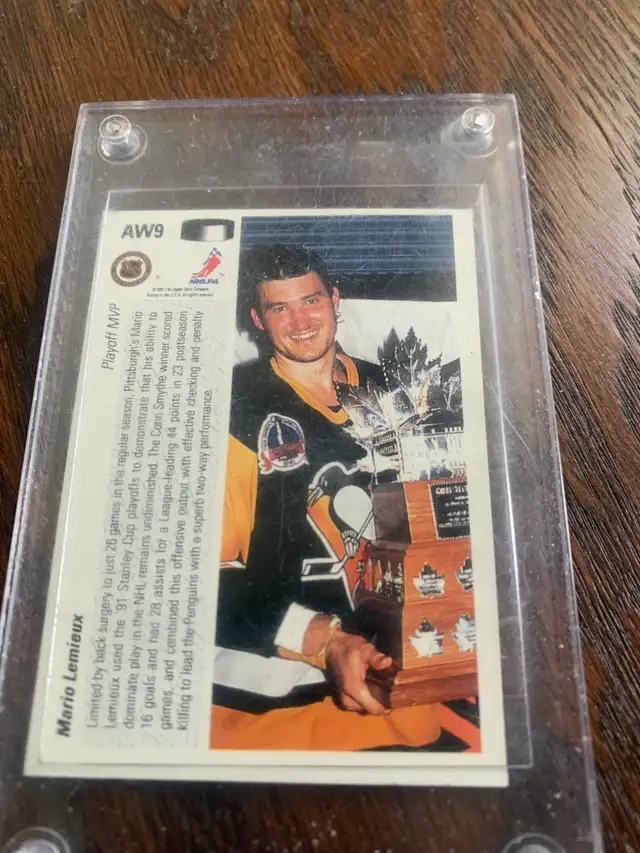 AW9
NHLPA
Playoff MVP
Mario Lemieux
Limited by back surgery to just 26 games in the regular season, Pittsburgh's Mario
Lemieux used the '91 Stanley Cup playoffs to demonstrate that his ability to
dominate play in the NHL remains undiminished. The Conn Smythe winner scored
16 goals and had 28 assists for a League-leading 44 points in 23 postseason
games, and combined this offensive output with effective checking and penalty
killing to lead the Penguins with a superb two-way performance.